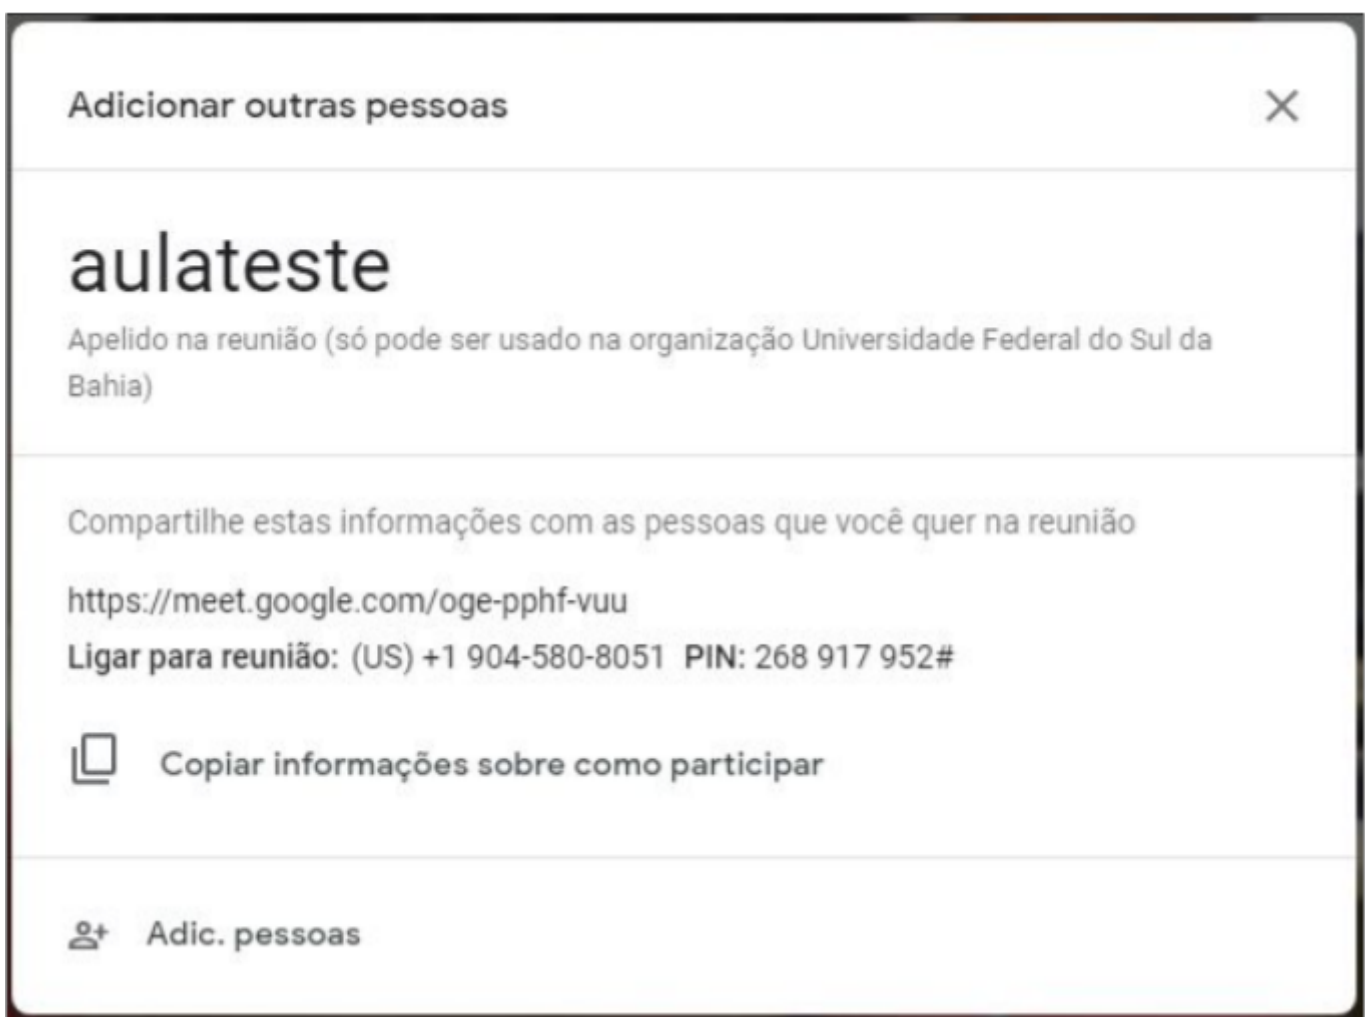 Adicionar outras pessoas
aulateste
Apelido na reunião (só pode ser usado na organização Universidade Federal do Sul da
Bahia)
Compartilhe estas informações com as pessoas que você quer na reunião
https://meet.google.com/oge-pphf-vuu
Ligar para reunião: (US) +1 904-580-8051 PIN: 268 917 952#
Copiar informações sobre como participar
Adic. pessoas